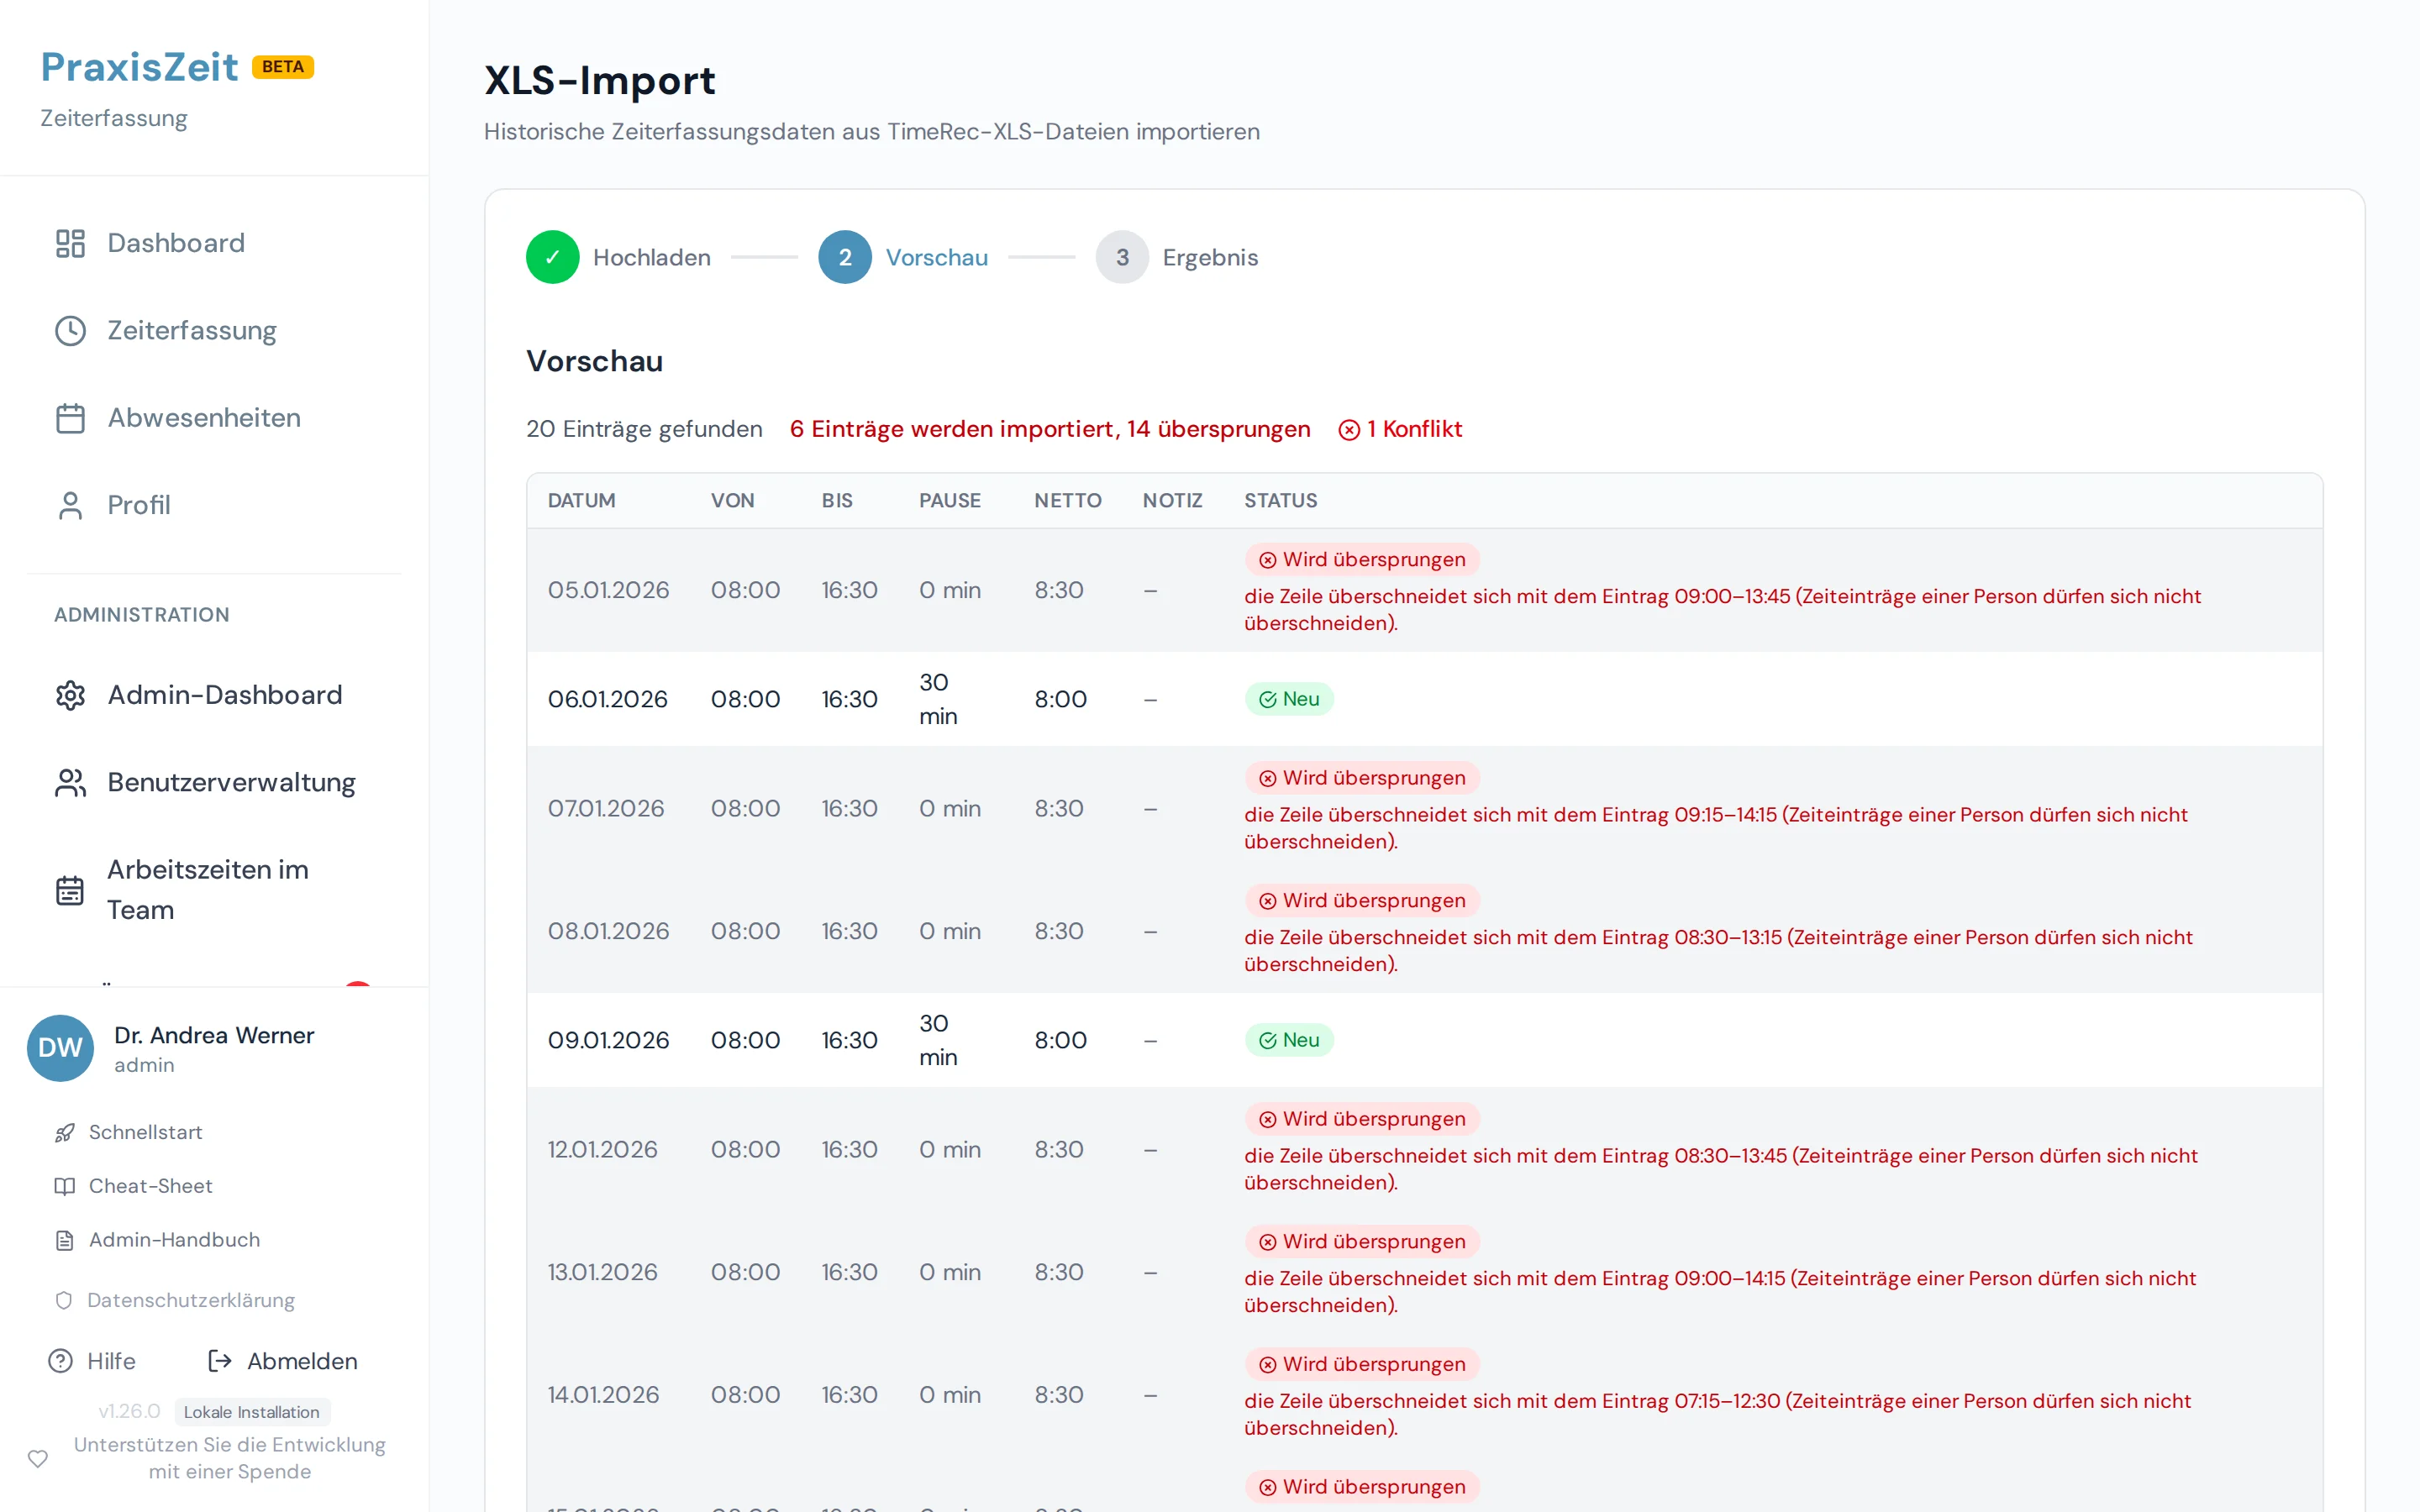 PraxisZeit BETA
Zeiterfassung
Dashboard
Zeiterfassung
Abwesenheiten
Profil
ADMINISTRATION
Admin-Dashboard
Benutzerverwaltung
Arbeitszeiten im
Team
DW
Dr. Andrea Werner
admin
Schnellstart
Cheat-Sheet
Admin-Handbuch
Datenschutzerklärung
Hilfe Abmelden
v1.26.0 Lokale Installation
Unterstützen Sie die Entwicklung
mit einer Spende
XLS-Import
Historische Zeiterfassungsdaten aus TimeRec-XLS-Dateien importieren
✓ Hochladen 2 Vorschau 3 Ergebnis
Vorschau
20 Einträge gefunden 6 Einträge werden importiert, 14 übersprungen 1 Konflikt
DATUM VON BIS PAUSE NETTO NOTIZ STATUS
05.01.2026 08:00 16:30 0 min 8:30 – Wird übersprungen
die Zeile überschneidet sich mit dem Eintrag 09:00–13:45 (Zeiteinträge einer Person dürfen sich nicht
überschneiden).
06.01.2026 08:00 16:30 30 min 8:00 – Neu
07.01.2026 08:00 16:30 0 min 8:30 – Wird übersprungen
die Zeile überschneidet sich mit dem Eintrag 09:15–14:15 (Zeiteinträge einer Person dürfen sich nicht
überschneiden).
08.01.2026 08:00 16:30 0 min 8:30 – Wird übersprungen
die Zeile überschneidet sich mit dem Eintrag 08:30–13:15 (Zeiteinträge einer Person dürfen sich nicht
überschneiden).
09.01.2026 08:00 16:30 30 min 8:00 – Neu
12.01.2026 08:00 16:30 0 min 8:30 – Wird übersprungen
die Zeile überschneidet sich mit dem Eintrag 08:30–13:45 (Zeiteinträge einer Person dürfen sich nicht
überschneiden).
13.01.2026 08:00 16:30 0 min 8:30 – Wird übersprungen
die Zeile überschneidet sich mit dem Eintrag 09:00–14:15 (Zeiteinträge einer Person dürfen sich nicht
überschneiden).
14.01.2026 08:00 16:30 0 min 8:30 – Wird übersprungen
die Zeile überschneidet sich mit dem Eintrag 07:15–12:30 (Zeiteinträge einer Person dürfen sich nicht
überschneiden).
Wird übersprungen